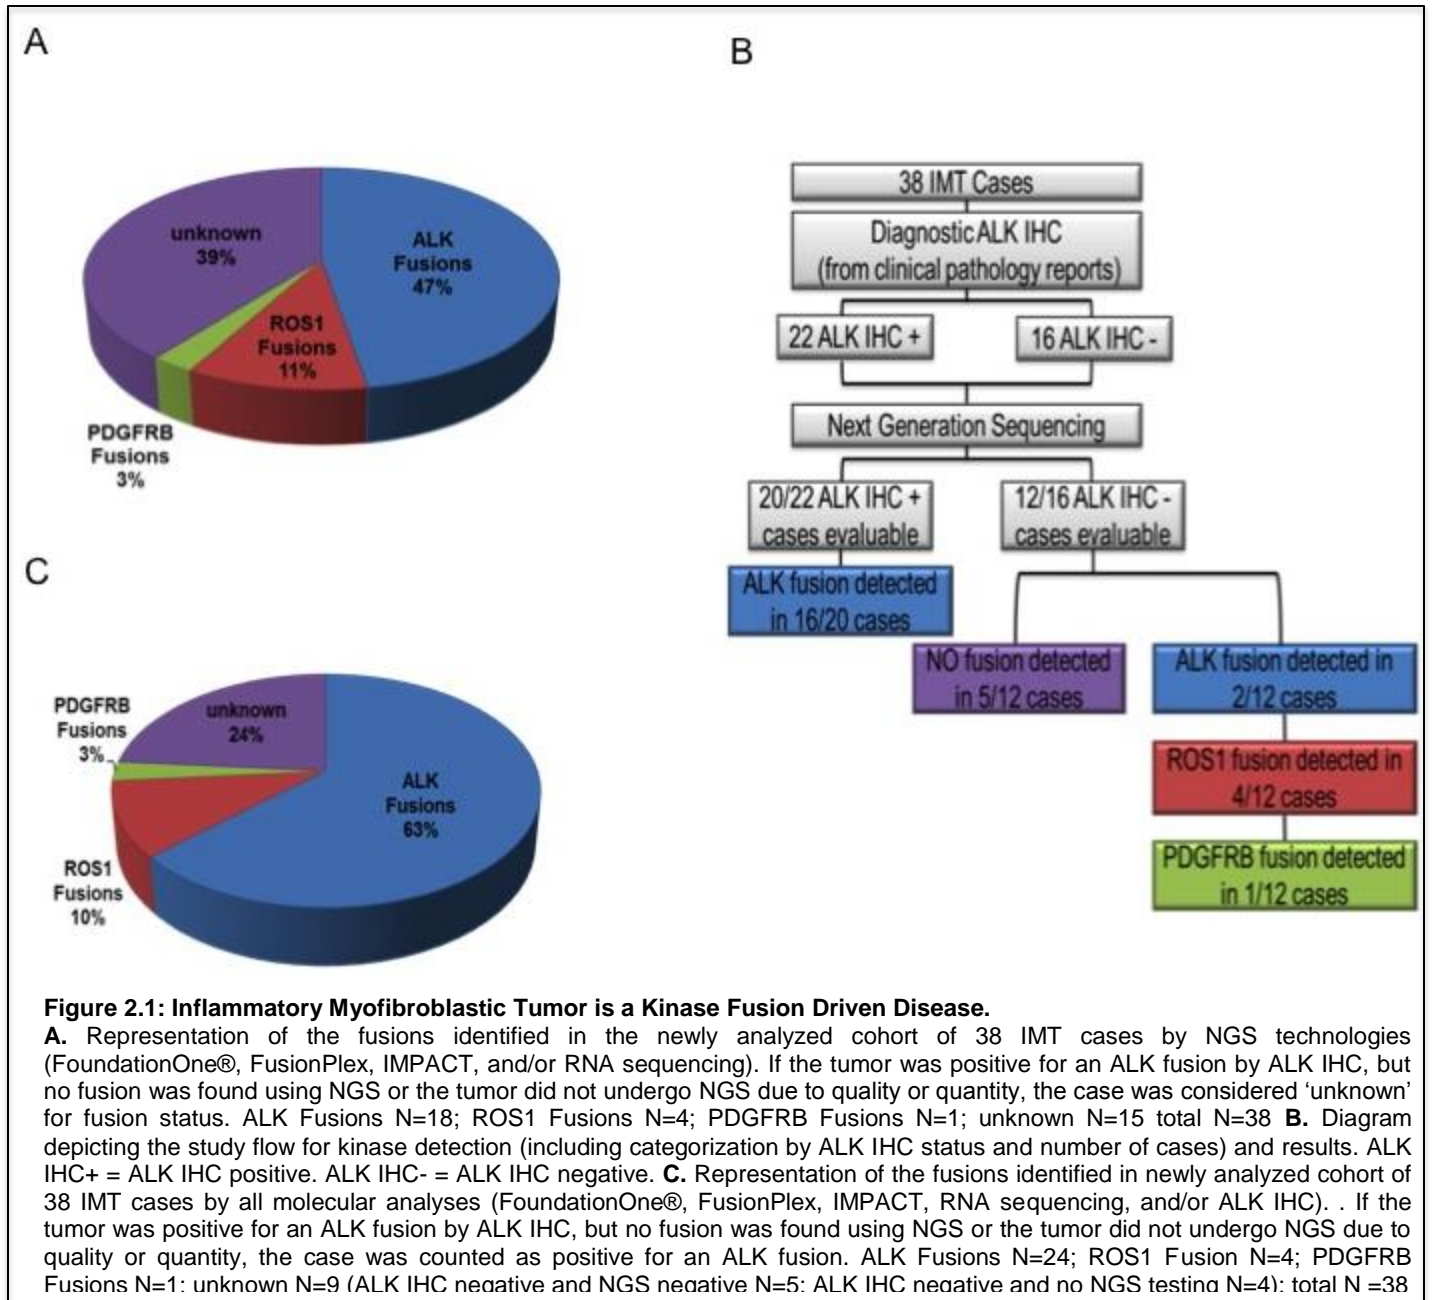 A
unknown
39%
ALK
Fusions
47%
ROS1
Fusions
11%
PDGFRB
Fusions
3%
B
38 IMT Cases
Diagnostic ALK IHC
(from clinical pathology reports)
22 ALK IHC +
16 ALK IHC -
Next Generation Sequencing
20/22 ALK IHC +
cases evaluable
12/16 ALK IHC -
cases evaluable
ALK fusion detected
in 16/20 cases
NO fusion detected
in 5/12 cases
ALK fusion detected in
2/12 cases
ROS1 fusion detected in
4/12 cases
PDGFRB fusion detected
in 1/12 cases
C
PDGFRB
Fusions
3%
unknown
24%
ALK
Fusions
63%
ROS1
Fusions
10%
Figure 2.1: Inflammatory Myofibroblastic Tumor is a Kinase Fusion Driven Disease.
A. Representation of the fusions identified in the newly analyzed cohort of 38 IMT cases by NGS technologies
(FoundationOne®, FusionPlex, IMPACT, and/or RNA sequencing). If the tumor was positive for an ALK fusion by ALK IHC, but
no fusion was found using NGS or the tumor did not undergo NGS due to quality or quantity, the case was considered ‘unknown’
for fusion status. ALK Fusions N=18; ROS1 Fusions N=4; PDGFRB Fusions N=1; unknown N=15 total N=38 B. Diagram
depicting the study flow for kinase detection (including categorization by ALK IHC status and number of cases) and results. ALK
IHC+ = ALK IHC positive. ALK IHC- = ALK IHC negative. C. Representation of the fusions identified in newly analyzed cohort of
38 IMT cases by all molecular analyses (FoundationOne®, FusionPlex, IMPACT, RNA sequencing, and/or ALK IHC). . If the
tumor was positive for an ALK fusion by ALK IHC, but no fusion was found using NGS or the tumor did not undergo NGS due to
quality or quantity, the case was counted as positive for an ALK fusion. ALK Fusions N=24; ROS1 Fusion N=4; PDGFRB
Fusions N=1; unknown N=9 (ALK IHC negative and NGS negative N=5; ALK IHC negative and no NGS testing N=4); total N =38